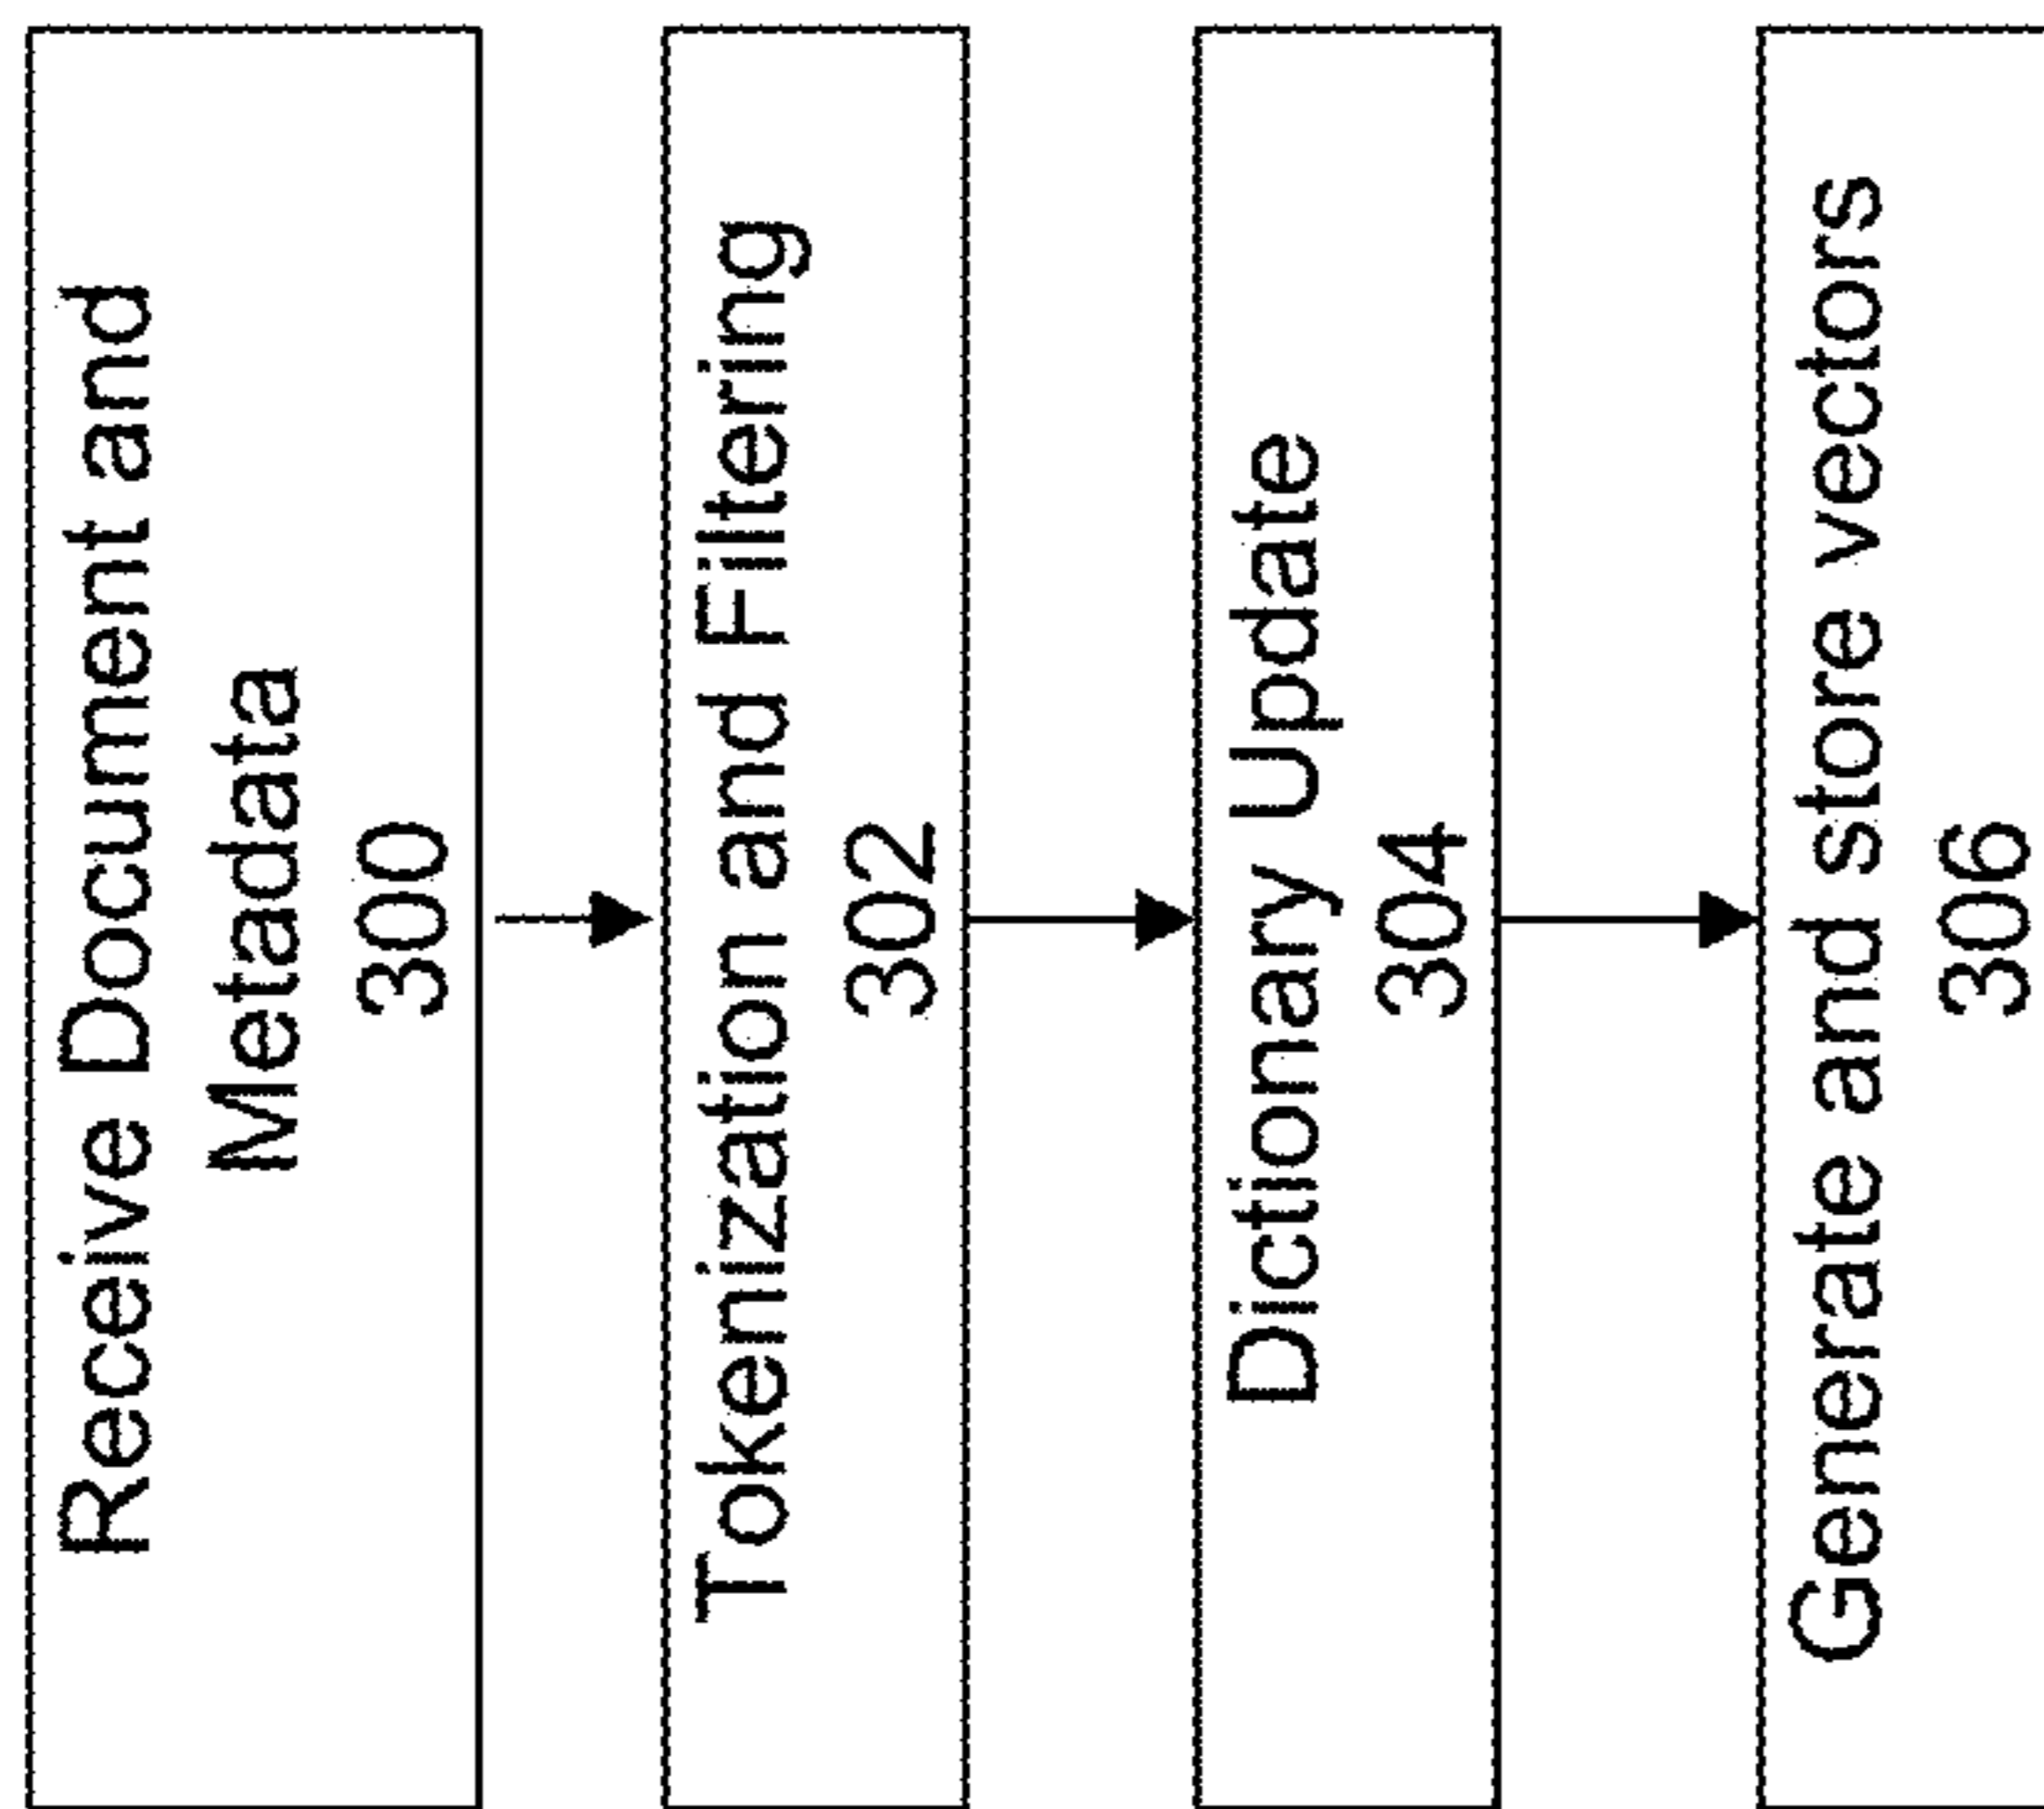 Receive Document and
Metadata
300
Tokenization and Filtering
302
Dictionary Update
304
Generate and store vectors
306